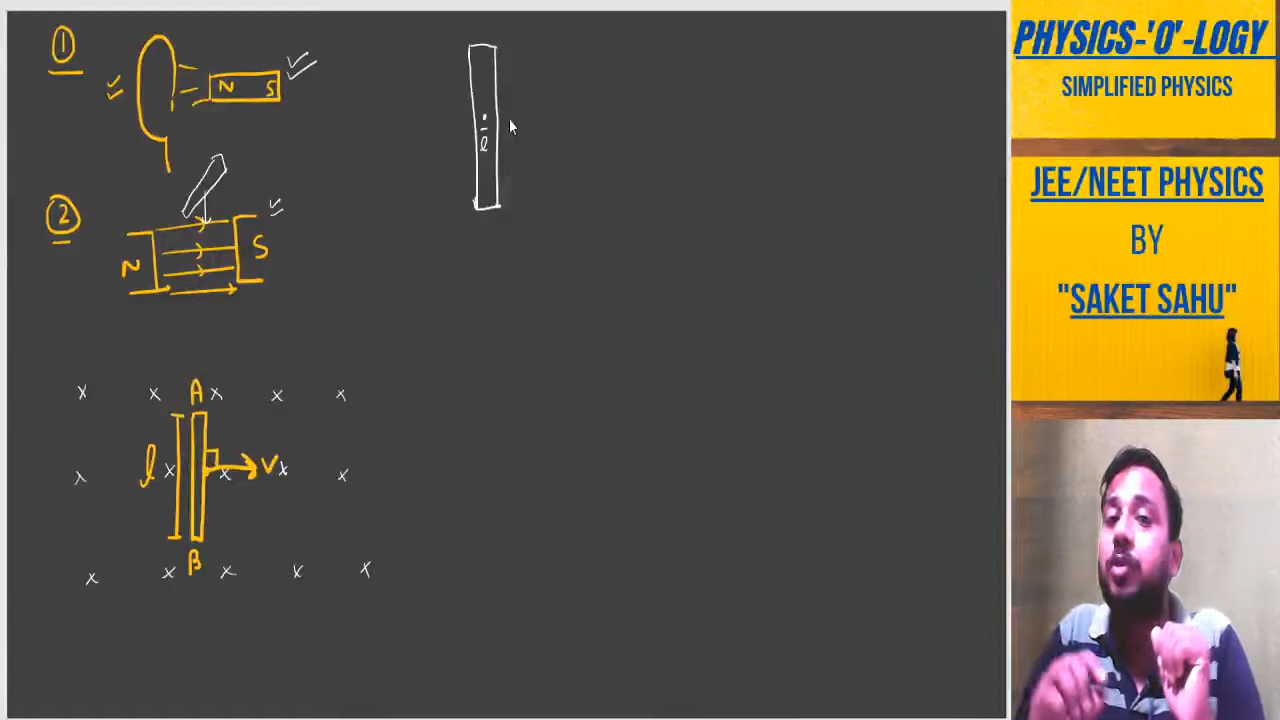 ①
N S
②
N S
x x A x x x
l x x v x x
x x B x x x
e
PHYSICS-'O'-LOGY
SIMPLIFIED PHYSICS
JEE/NEET PHYSICS
BY
"SAKET SAHU"